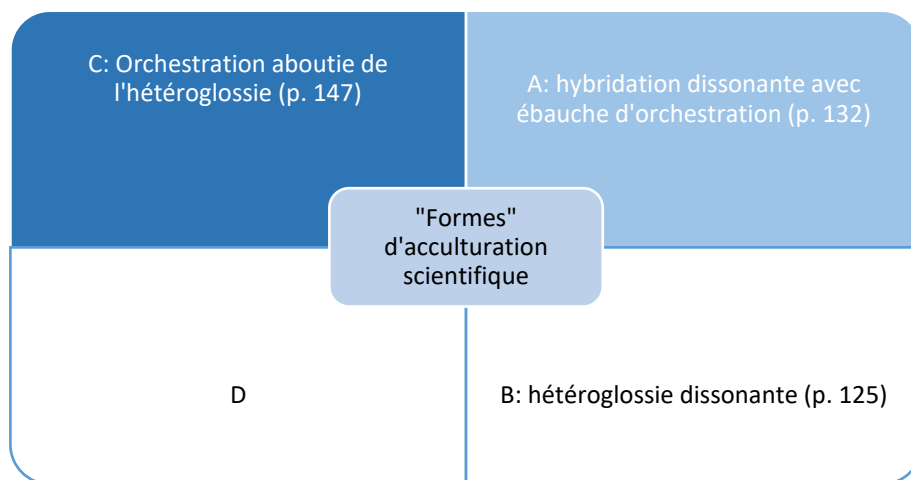 C: Orchestration aboutie de
l'hétéroglossie (p. 147)
A: hybridation dissonante avec
ébauche d'orchestration (p. 132)
"Formes"
d'acculturation
scientifique
D
B: hétéroglossie dissonante (p. 125)